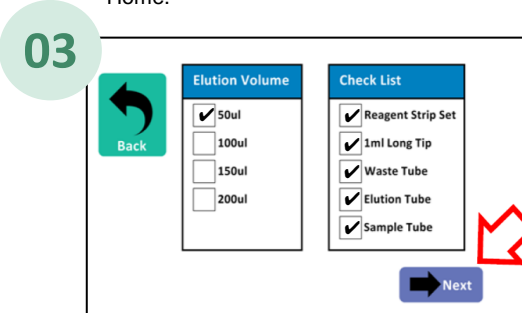 Home.
03
Back
Elution Volume
50ul
100ul
150ul
200ul
Check List
Reagent Strip Set
1ml Long Tip
Waste Tube
Elution Tube
Sample Tube
Next